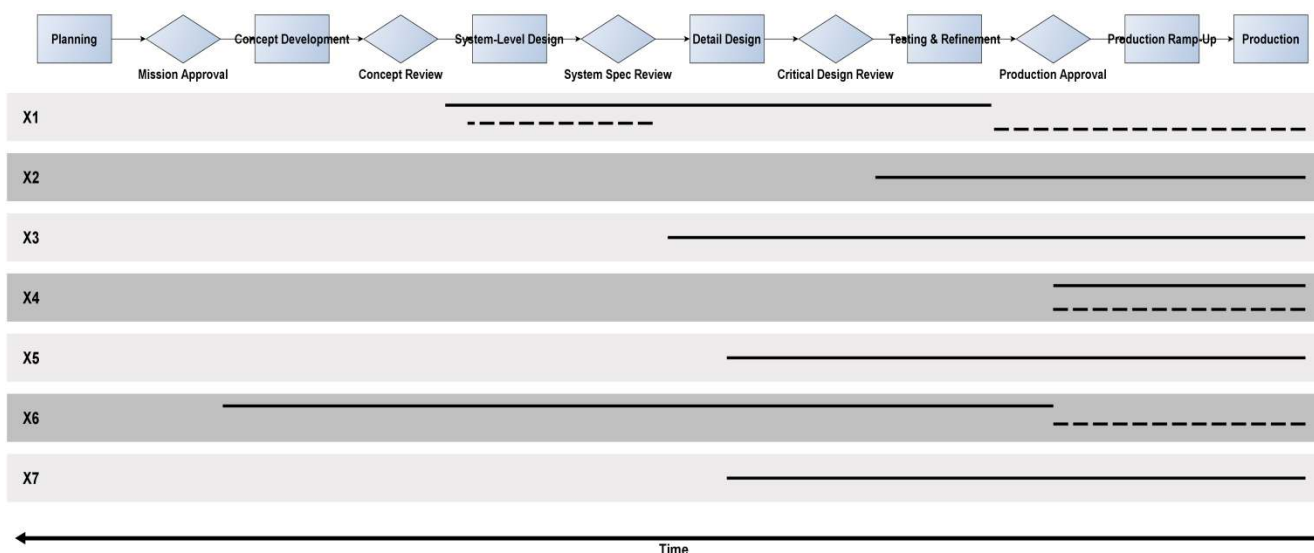 Planning
Concept Development
System-Level Design
Detail Design
Testing & Refinement
Production Ramp-Up
Production
Mission Approval
Concept Review
System Spec Review
Critical Design Review
Production Approval
X1
X2
X3
X4
X5
X6
X7
Time